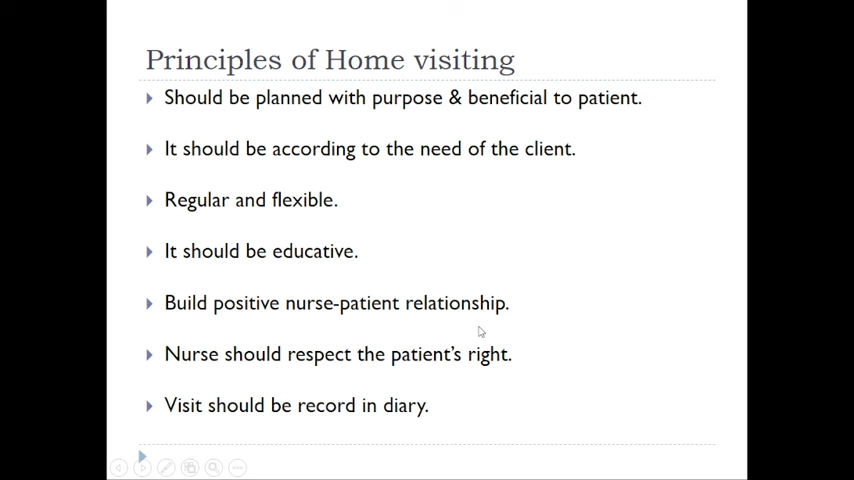 Principles of Home visiting
Should be planned with purpose & beneficial to patient.
It should be according to the need of the client.
Regular and flexible.
It should be educative.
Build positive nurse-patient relationship.
Nurse should respect the patient's right.
Visit should be record in diary.